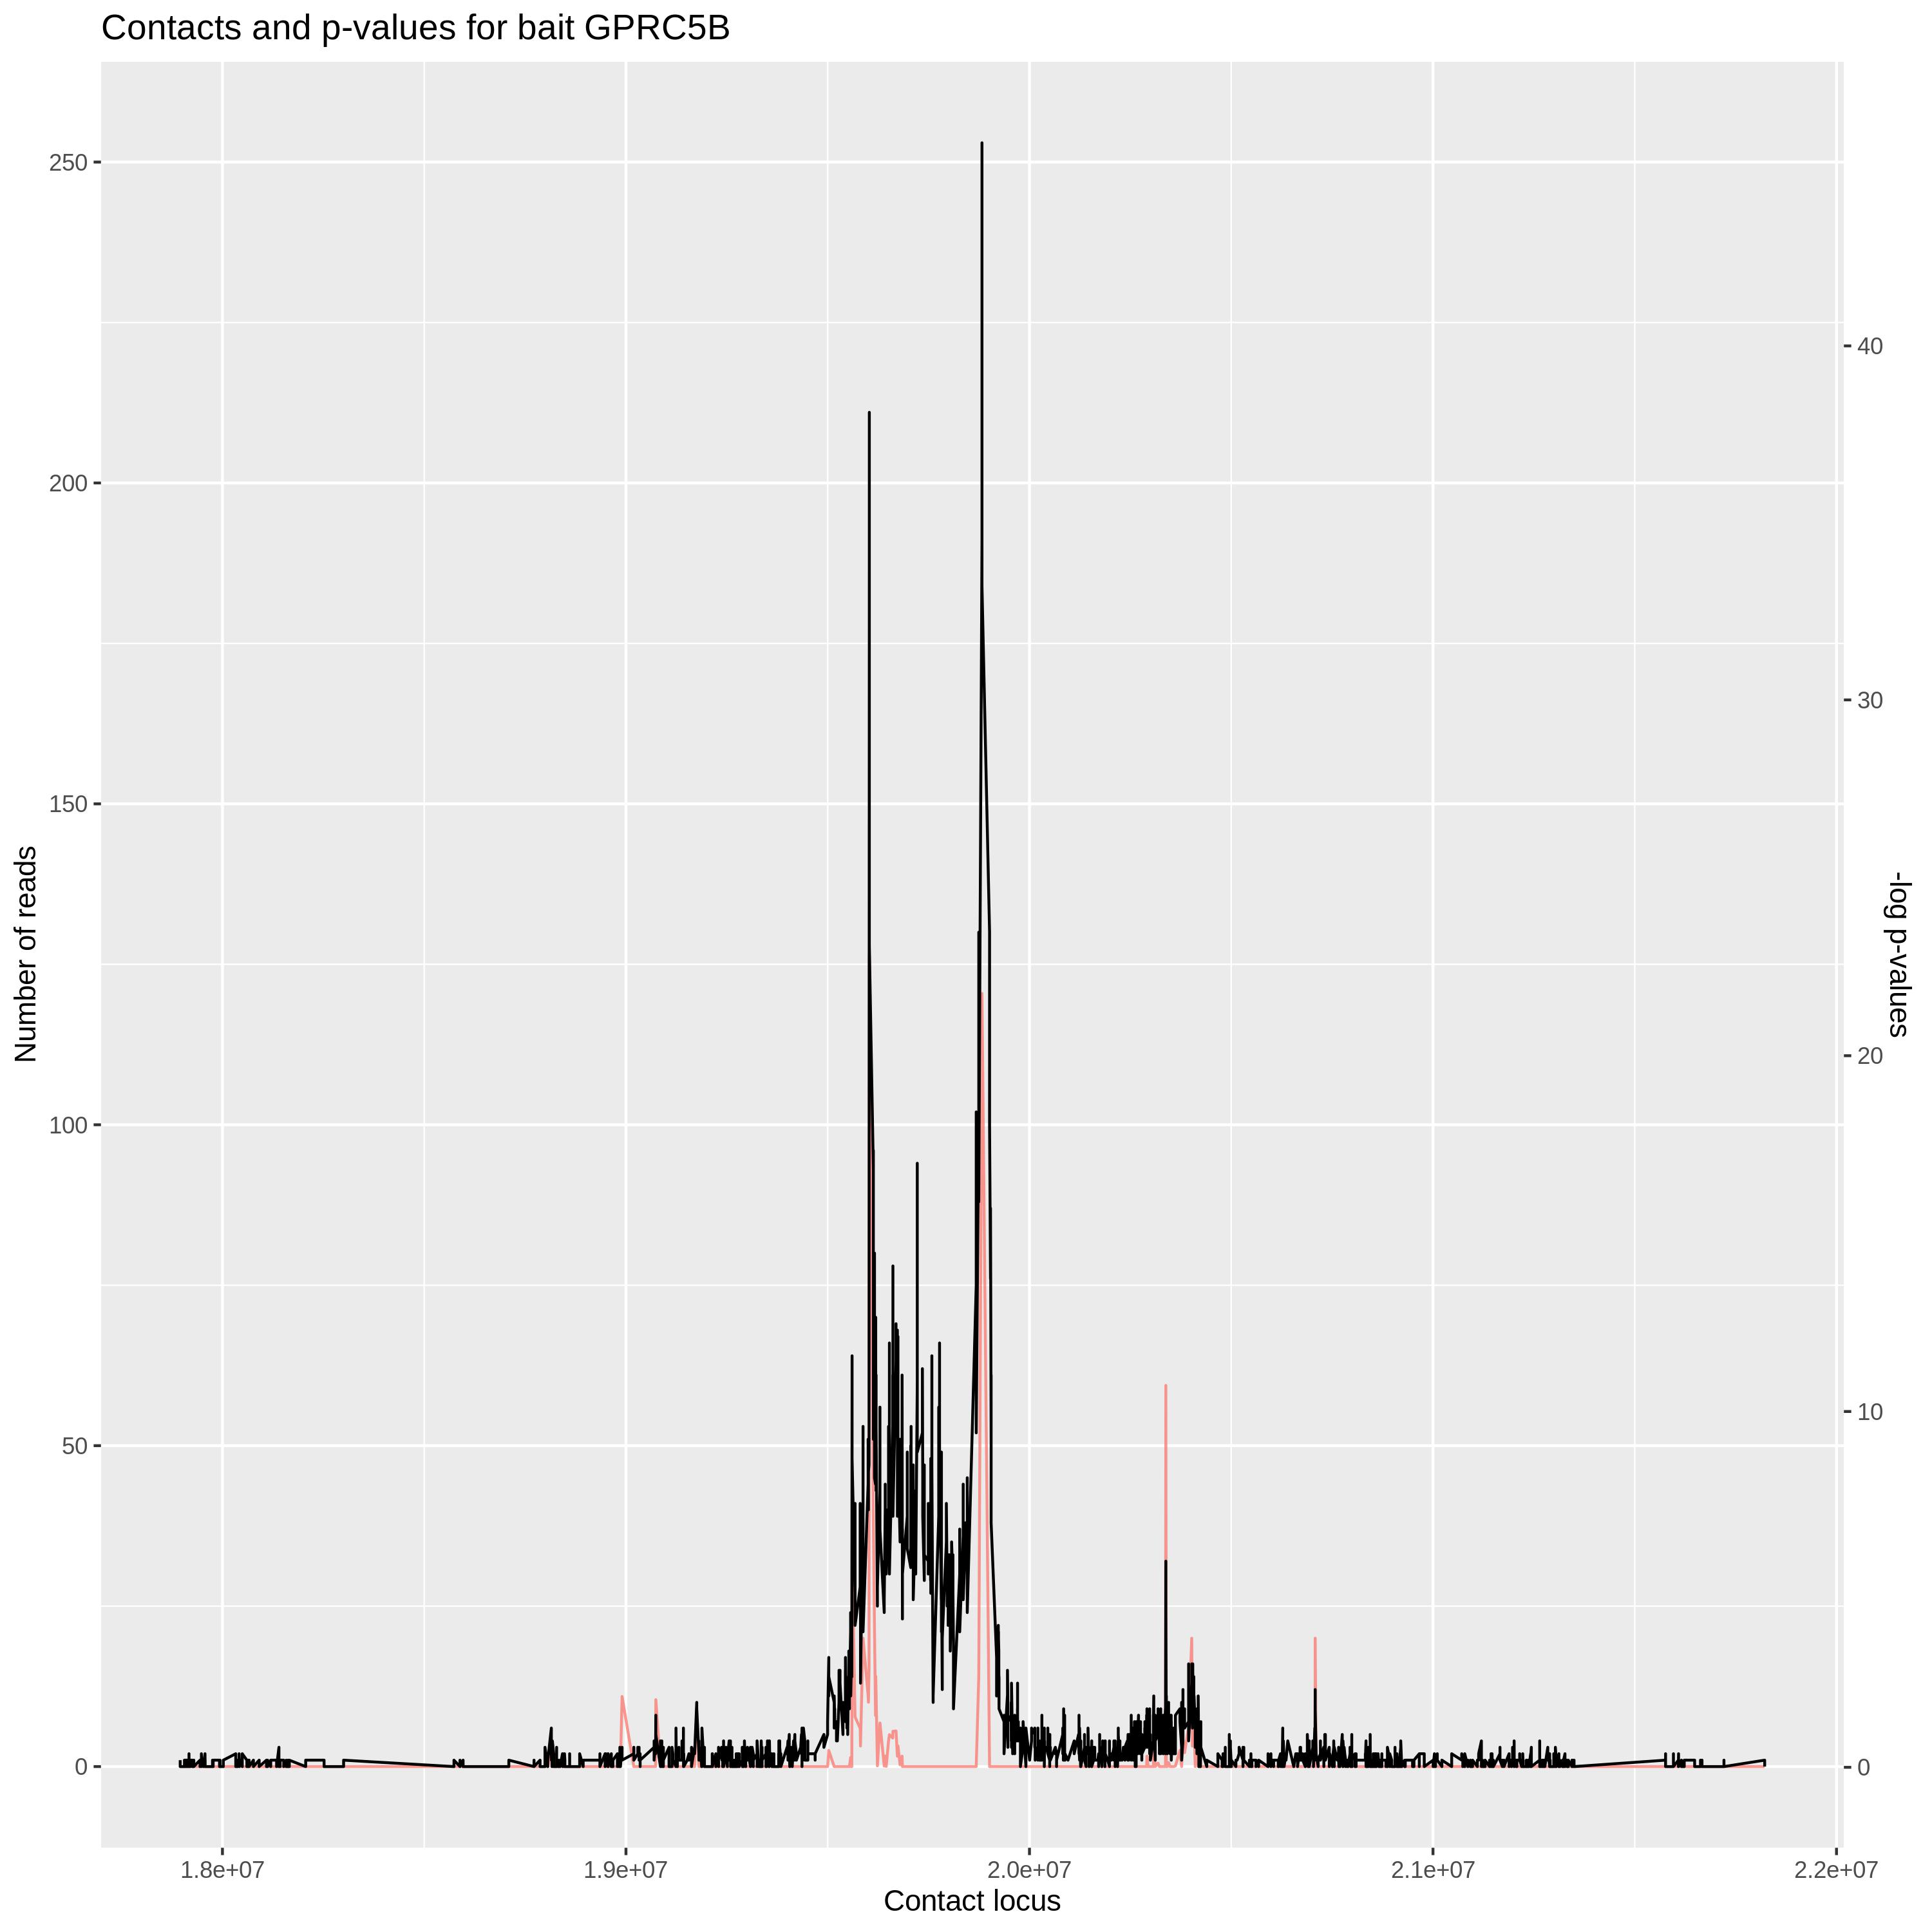 Contacts and p-values for bait GPRC5B
250
200
150
100
50
0
Number of reads
40
30
20
10
0
-log p-values
1.8e+07
1.9e+07
2.0e+07
2.1e+07
2.2e+07
Contact locus